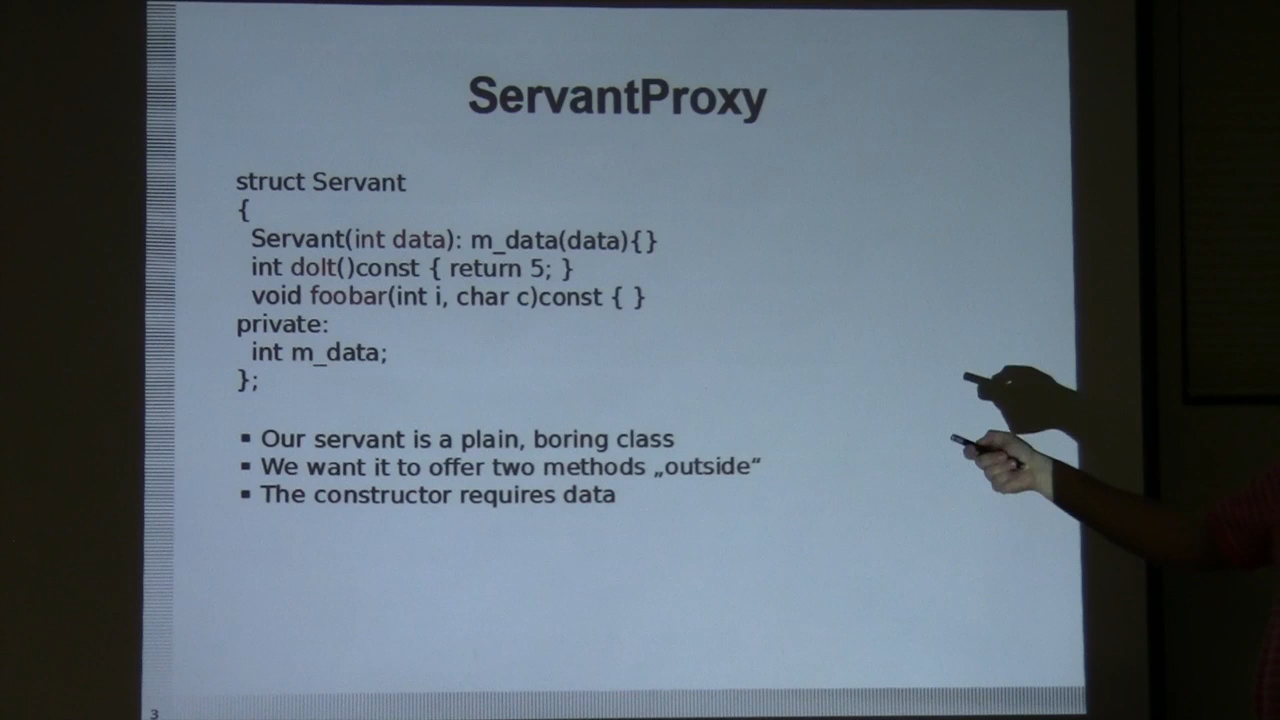 ServantProxy
struct Servant
{
Servant(int data): m_data(data){}
int doIt()const { return 5; }
void foobar(int i, char c)const { }
private:
int m_data;
};
▪ Our servant is a plain, boring class
▪ We want it to offer two methods „outside“
▪ The constructor requires data
3